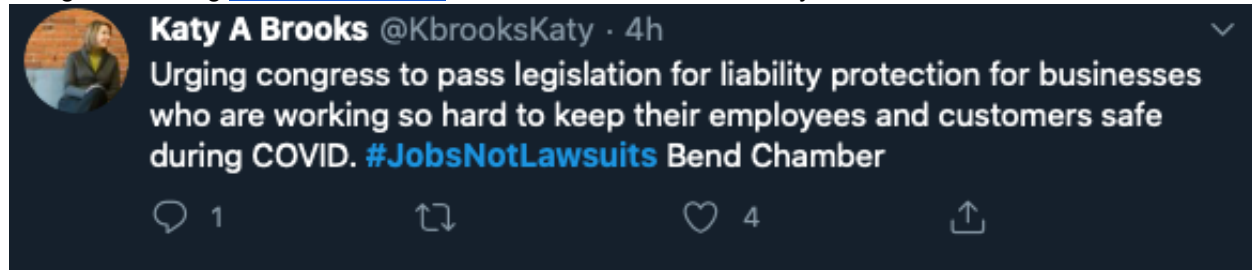 Katy A Brooks @KbrooksKaty · 4h
Urging congress to pass legislation for liability protection for businesses
who are working so hard to keep their employees and customers safe
during COVID. #JobsNotLawsuits Bend Chamber
1 4